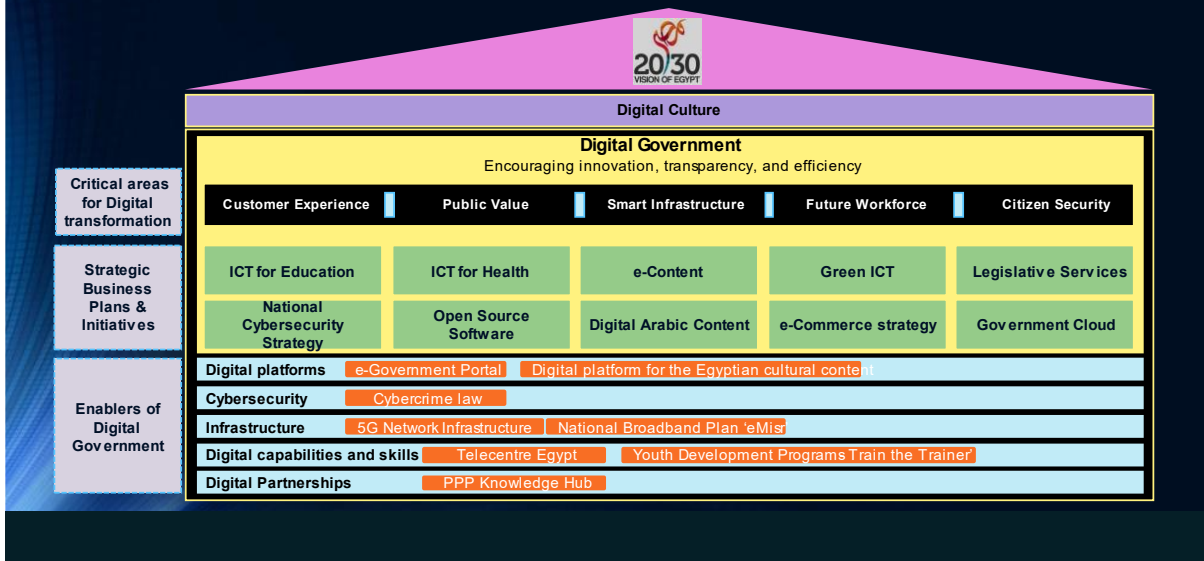 20/30
VISION OF EGYPT
Digital Culture
Digital Government
Encouraging innovation, transparency, and efficiency
Critical areas
for Digital
transformation
Customer Experience
Public Value
Smart Infrastructure
Future Workforce
Citizen Security
Strategic
Business
Plans &
Initiatives
ICT for Education
ICT for Health
e-Content
Green ICT
Legislative Services
National
Cybersecurity
Strategy
Open Source
Software
Digital Arabic Content
e-Commerce strategy
Government Cloud
Enablers of
Digital
Government
Digital platforms
e-Government Portal
Digital platform for the Egyptian cultural content
Cybersecurity
Cybercrime law
Infrastructure
5G Network Infrastructure
National Broadband Plan ‘eMisr’
Digital capabilities and skills
Telecentre Egypt
Youth Development Programs Train the Trainer’
Digital Partnerships
PPP Knowledge Hub